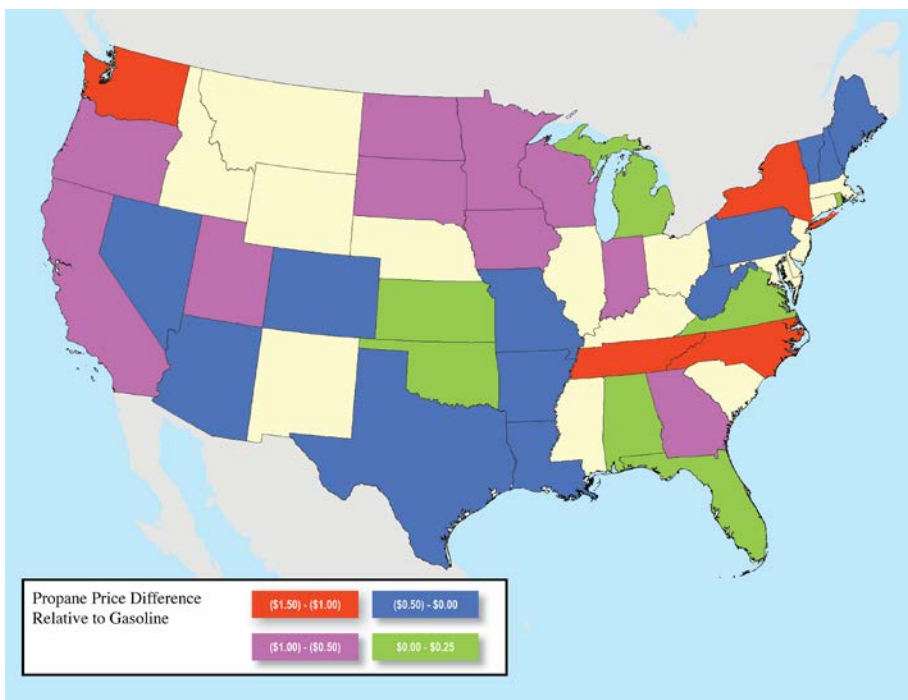 Propane Price Difference
Relative to Gasoline
($1.50) - ($1.00)
($0.50) - $0.00
($1.00) - ($0.50)
$0.00 - $0.25